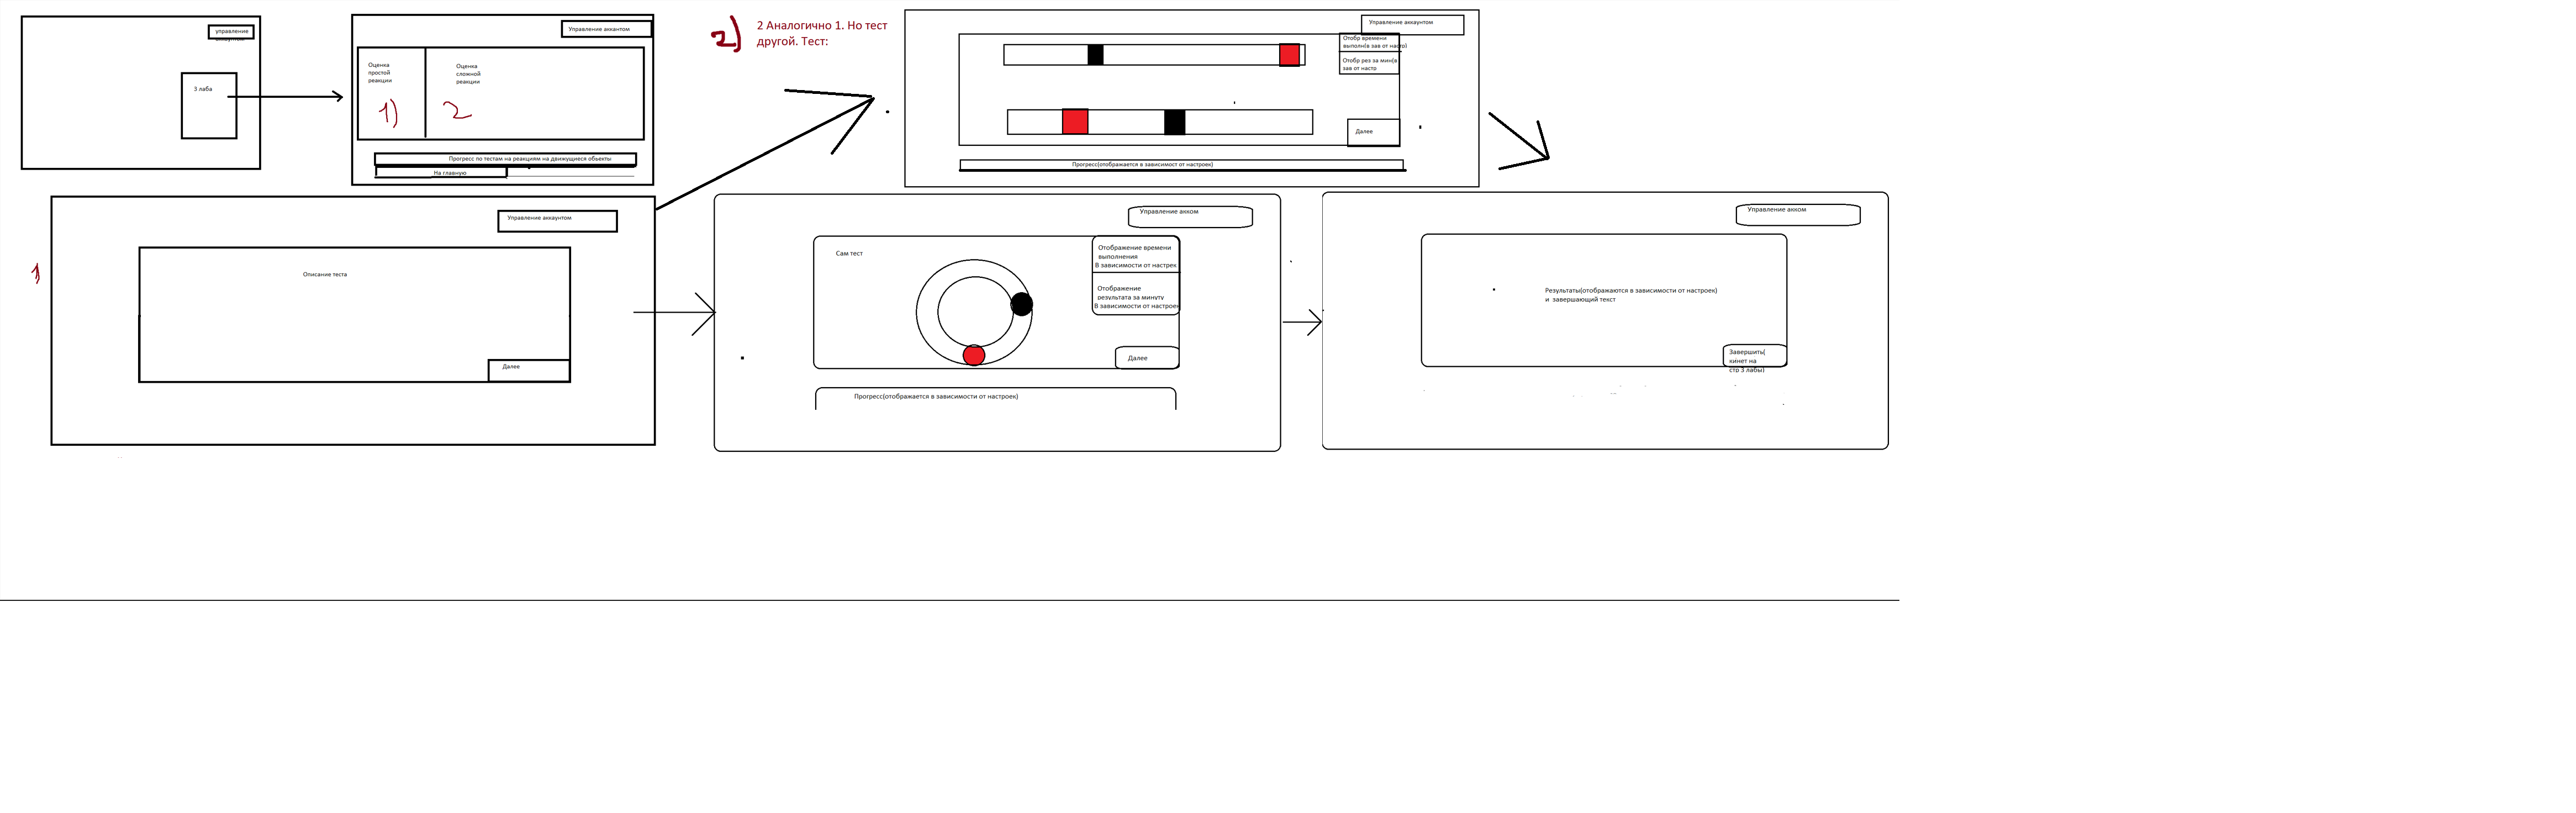 управление
3 лаба
Управление аккантом
Оценка
простой
реакции
1)
Оценка
сложной
реакции
2
Прогресс по тестам на реакциям на движущиеся обьекты
На главную
2)
2 Аналогично 1. Но тест
другой. Тест:
Управление аккаунтом
Отобр времени
выполн(в зав от настр)
Отобр рез за мин(в
зав от настр
Далее
Прогресс(отображается в зависимост от настроек)
1
Управление аккаунтом
Описание теста
Далее
Управление акком
Сам тест
Отображение времени
выполнения
В зависимости от настрек
Отображение
результата за минуту
В зависимости от настроек
Далее
Прогресс(отображается в зависимости от настроек)
Управление акком
Результаты(отображаются в зависимости от настроек)
и завершающий текст
Завершить(
кинет на
стр 3 лабы)